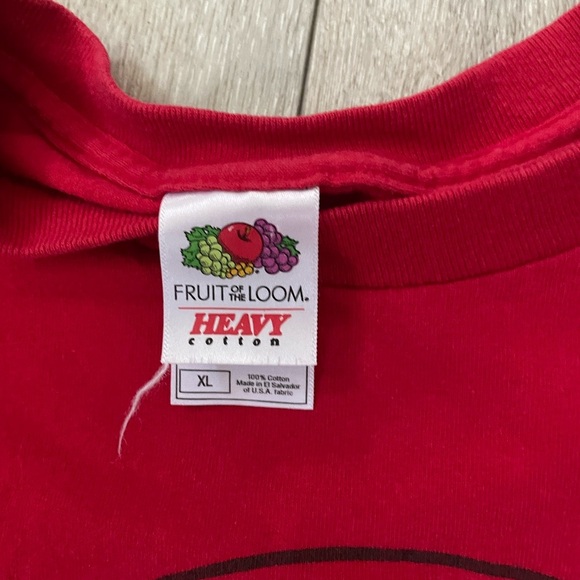 FRUIT OF THE LOOM®
HEAVY
cotton
XL
100% Cotton
Made in El Salvador
of U.S.A. fabric